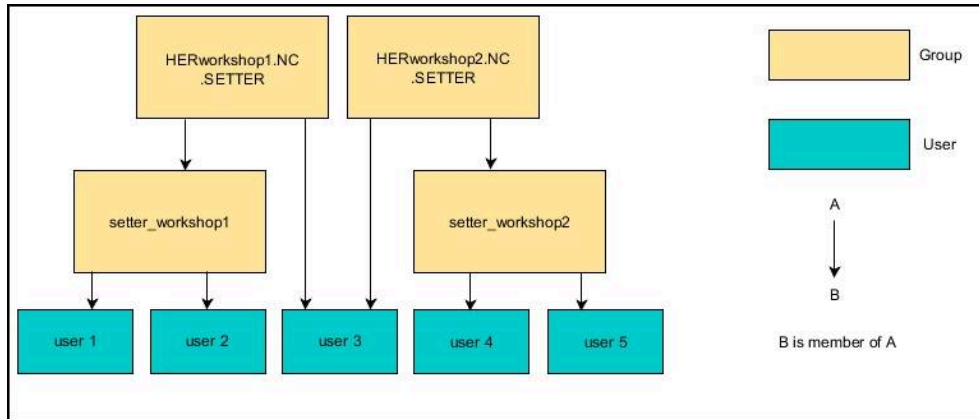 HERworkshop1.NC
.SETTER
HERworkshop2.NC
.SETTER
Group
User
setter_workshop1
setter_workshop2
A
B
user 1
user 2
user 3
user 4
user 5
B is member of A